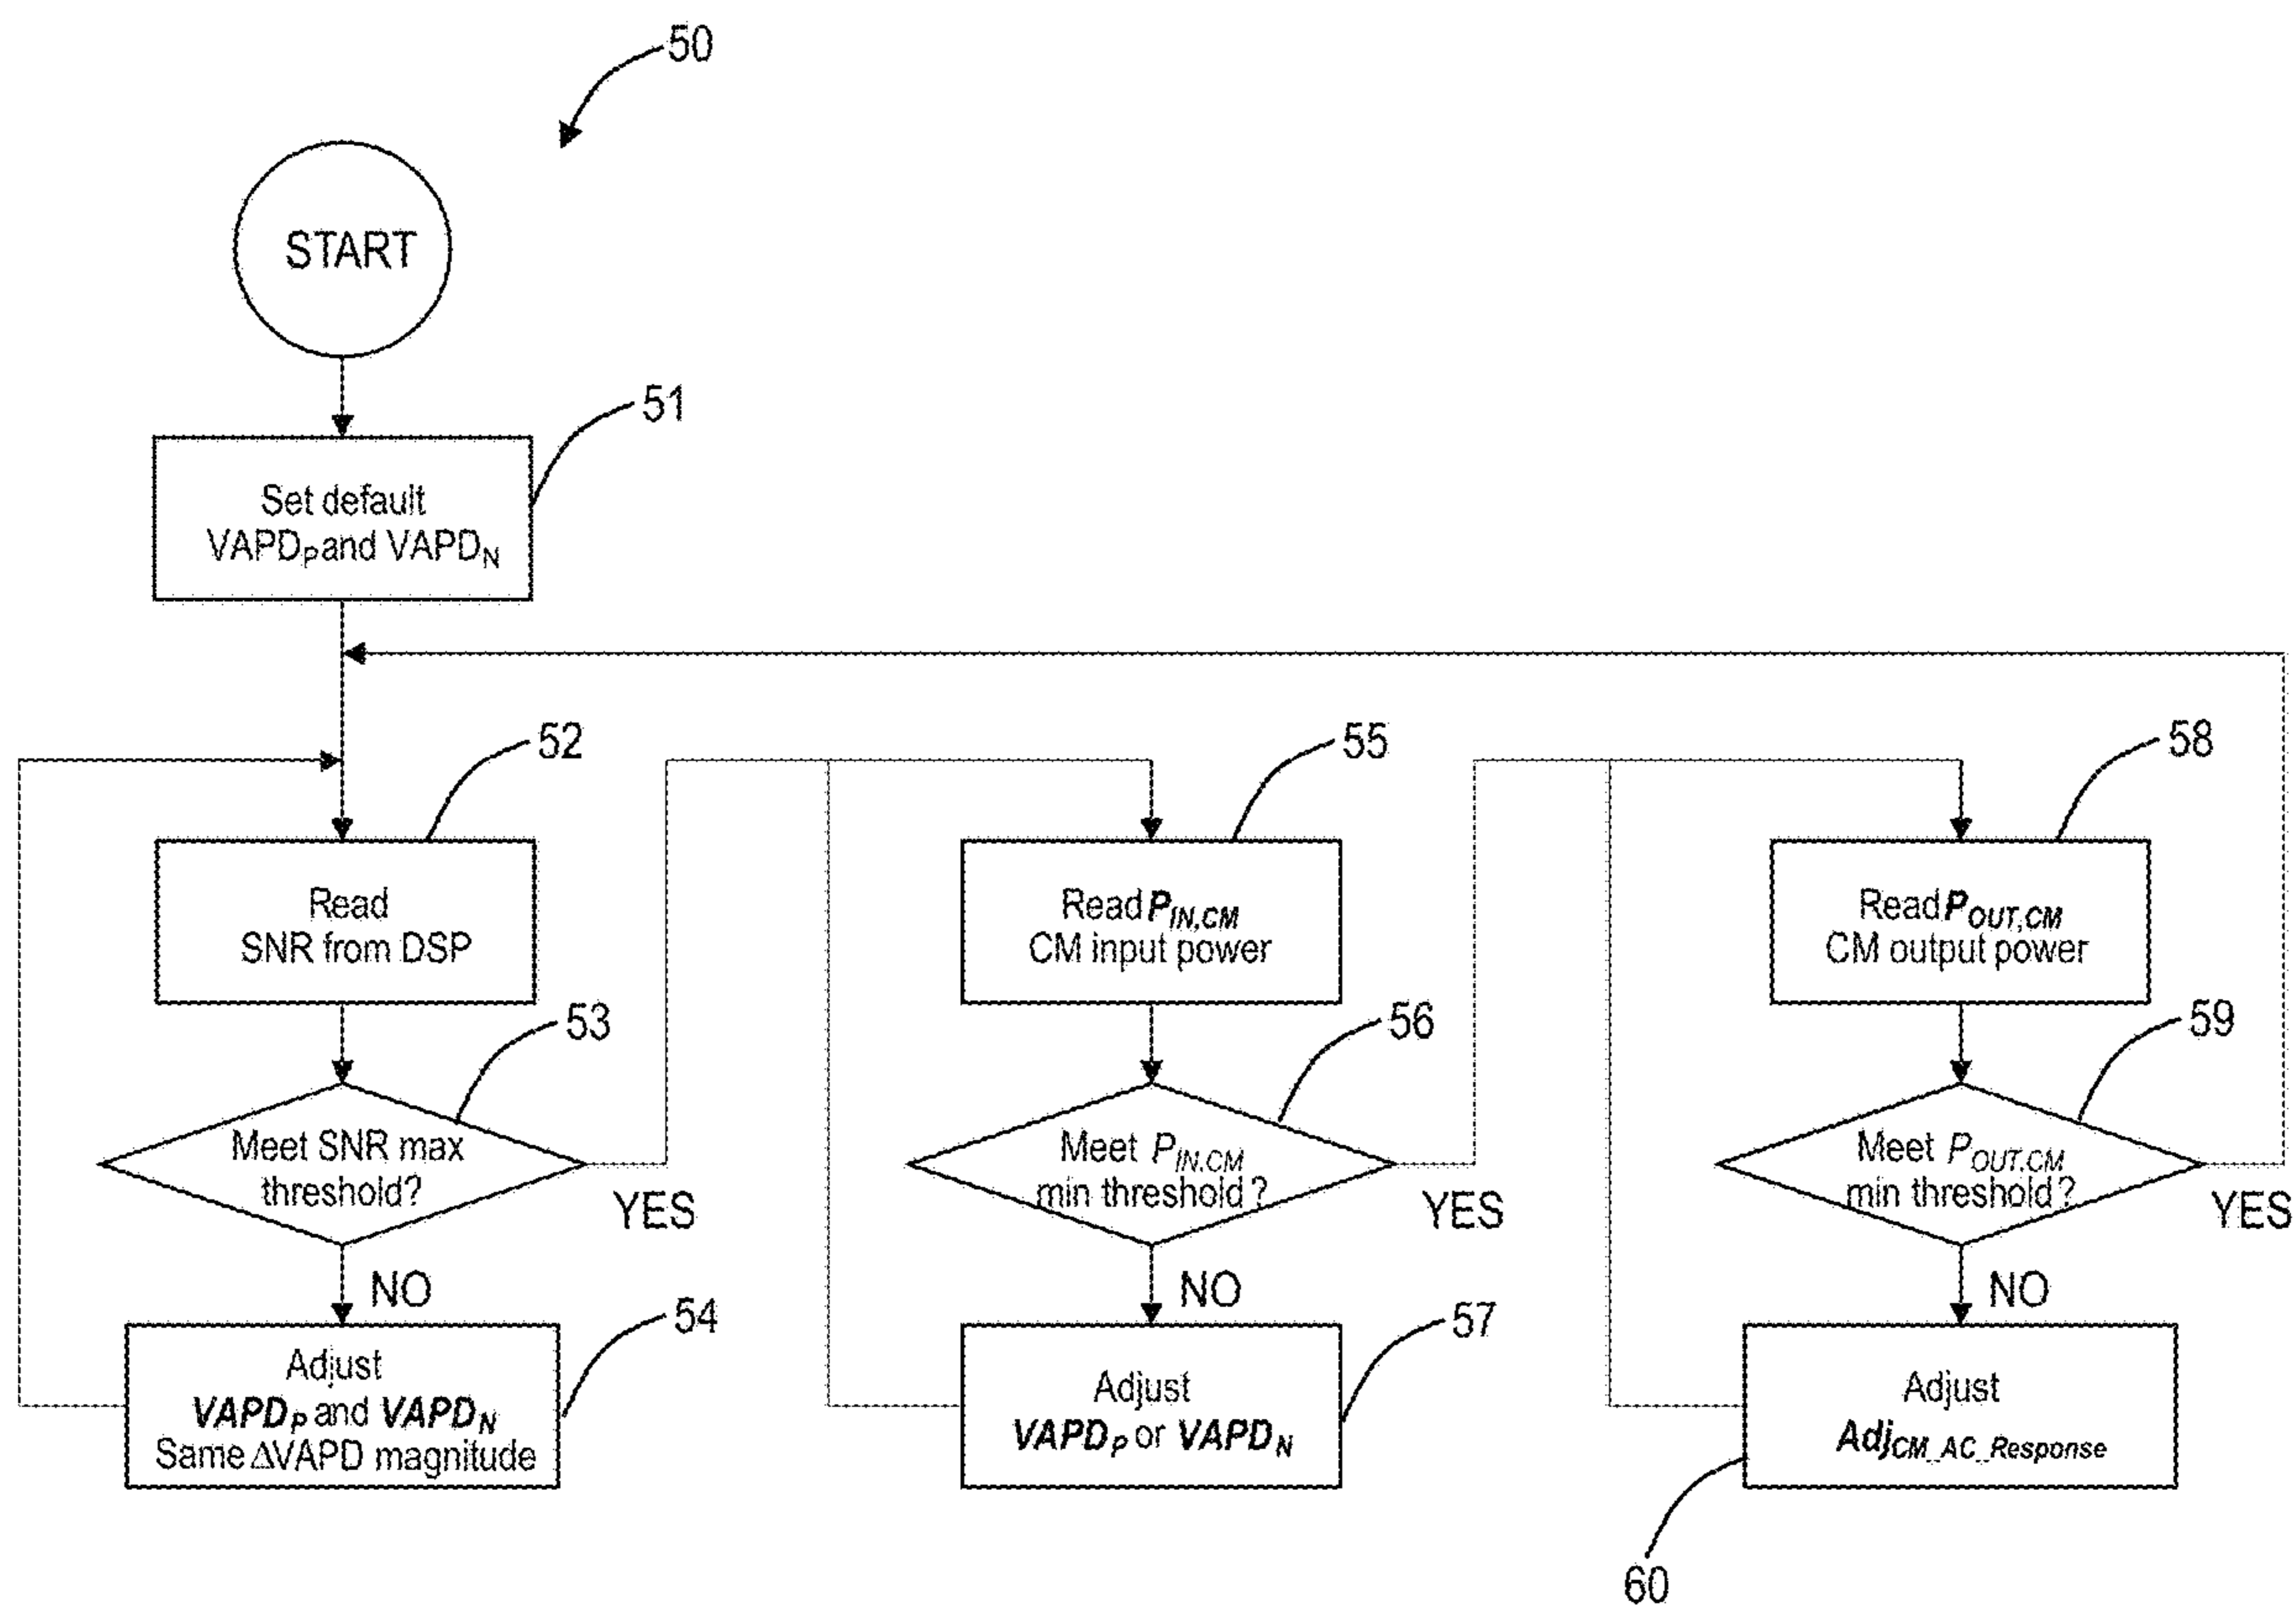 50
START
51
Set default
VAPDP and VAPDN
52
Read
SNR from DSP
53
Meet SNR max
threshold?
YES
NO
54
Adjust
VAPDP and VAPDN
Same ΔVAPD magnitude
55
Read PIN,CM
CM input power
56
Meet PIN,CM
min threshold?
YES
NO
57
Adjust
VAPDP or VAPDN
58
Read POUT,CM
CM output power
59
Meet POUT,CM
min threshold?
YES
NO
Adjust
AdjCM_AC_Response
60